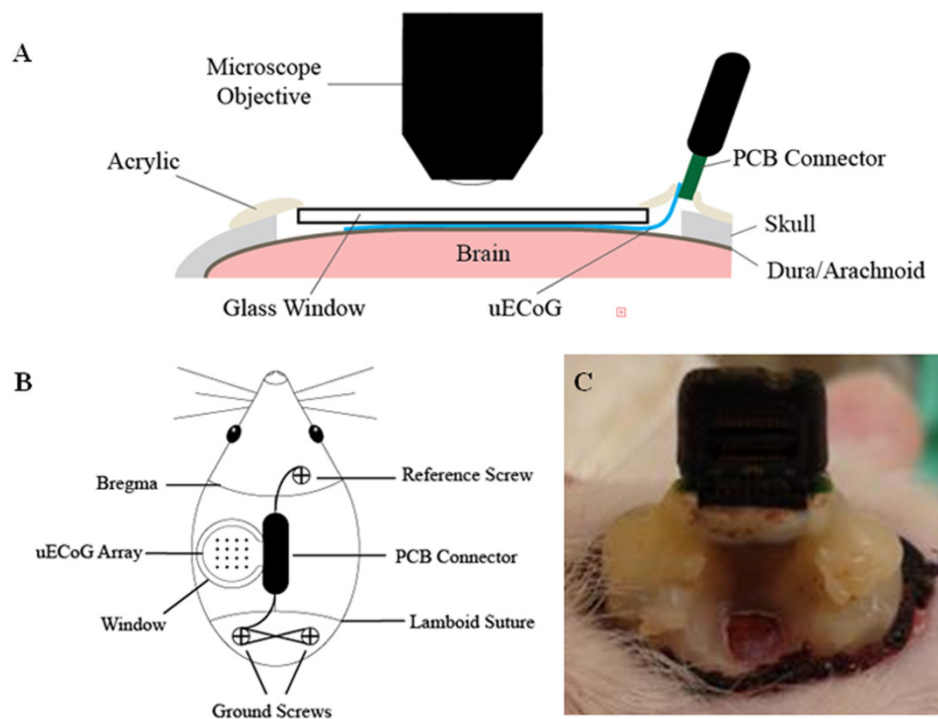 A
Microscope
Objective
Acrylic
PCB Connector
Skull
Brain
Dura/Arachnoid
Glass Window
uECoG
B
Bregma
Reference Screw
uECoG Array
PCB Connector
Window
Lamboid Suture
Ground Screws
C